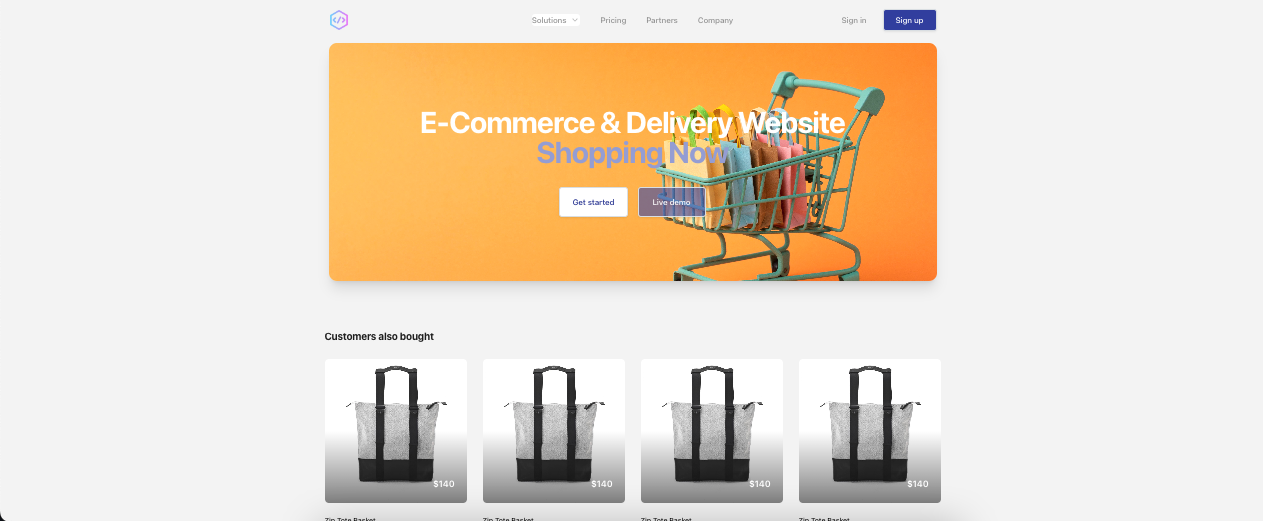 Solutions Pricing Partners Company Sign in Sign up
E-Commerce & Delivery Website
Shopping Now
Get started Live demo
Customers also bought
$140 $140 $140 $140
Zip Tote Basket Zip Tote Basket Zip Tote Basket Zip Tote Basket